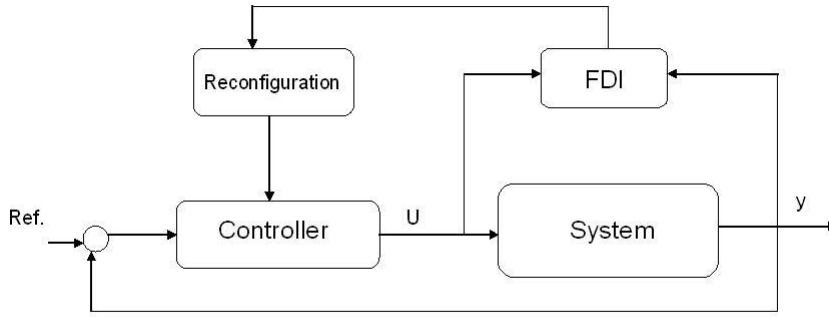 Reconfiguration
FDI
Ref.
Controller
U
System
y